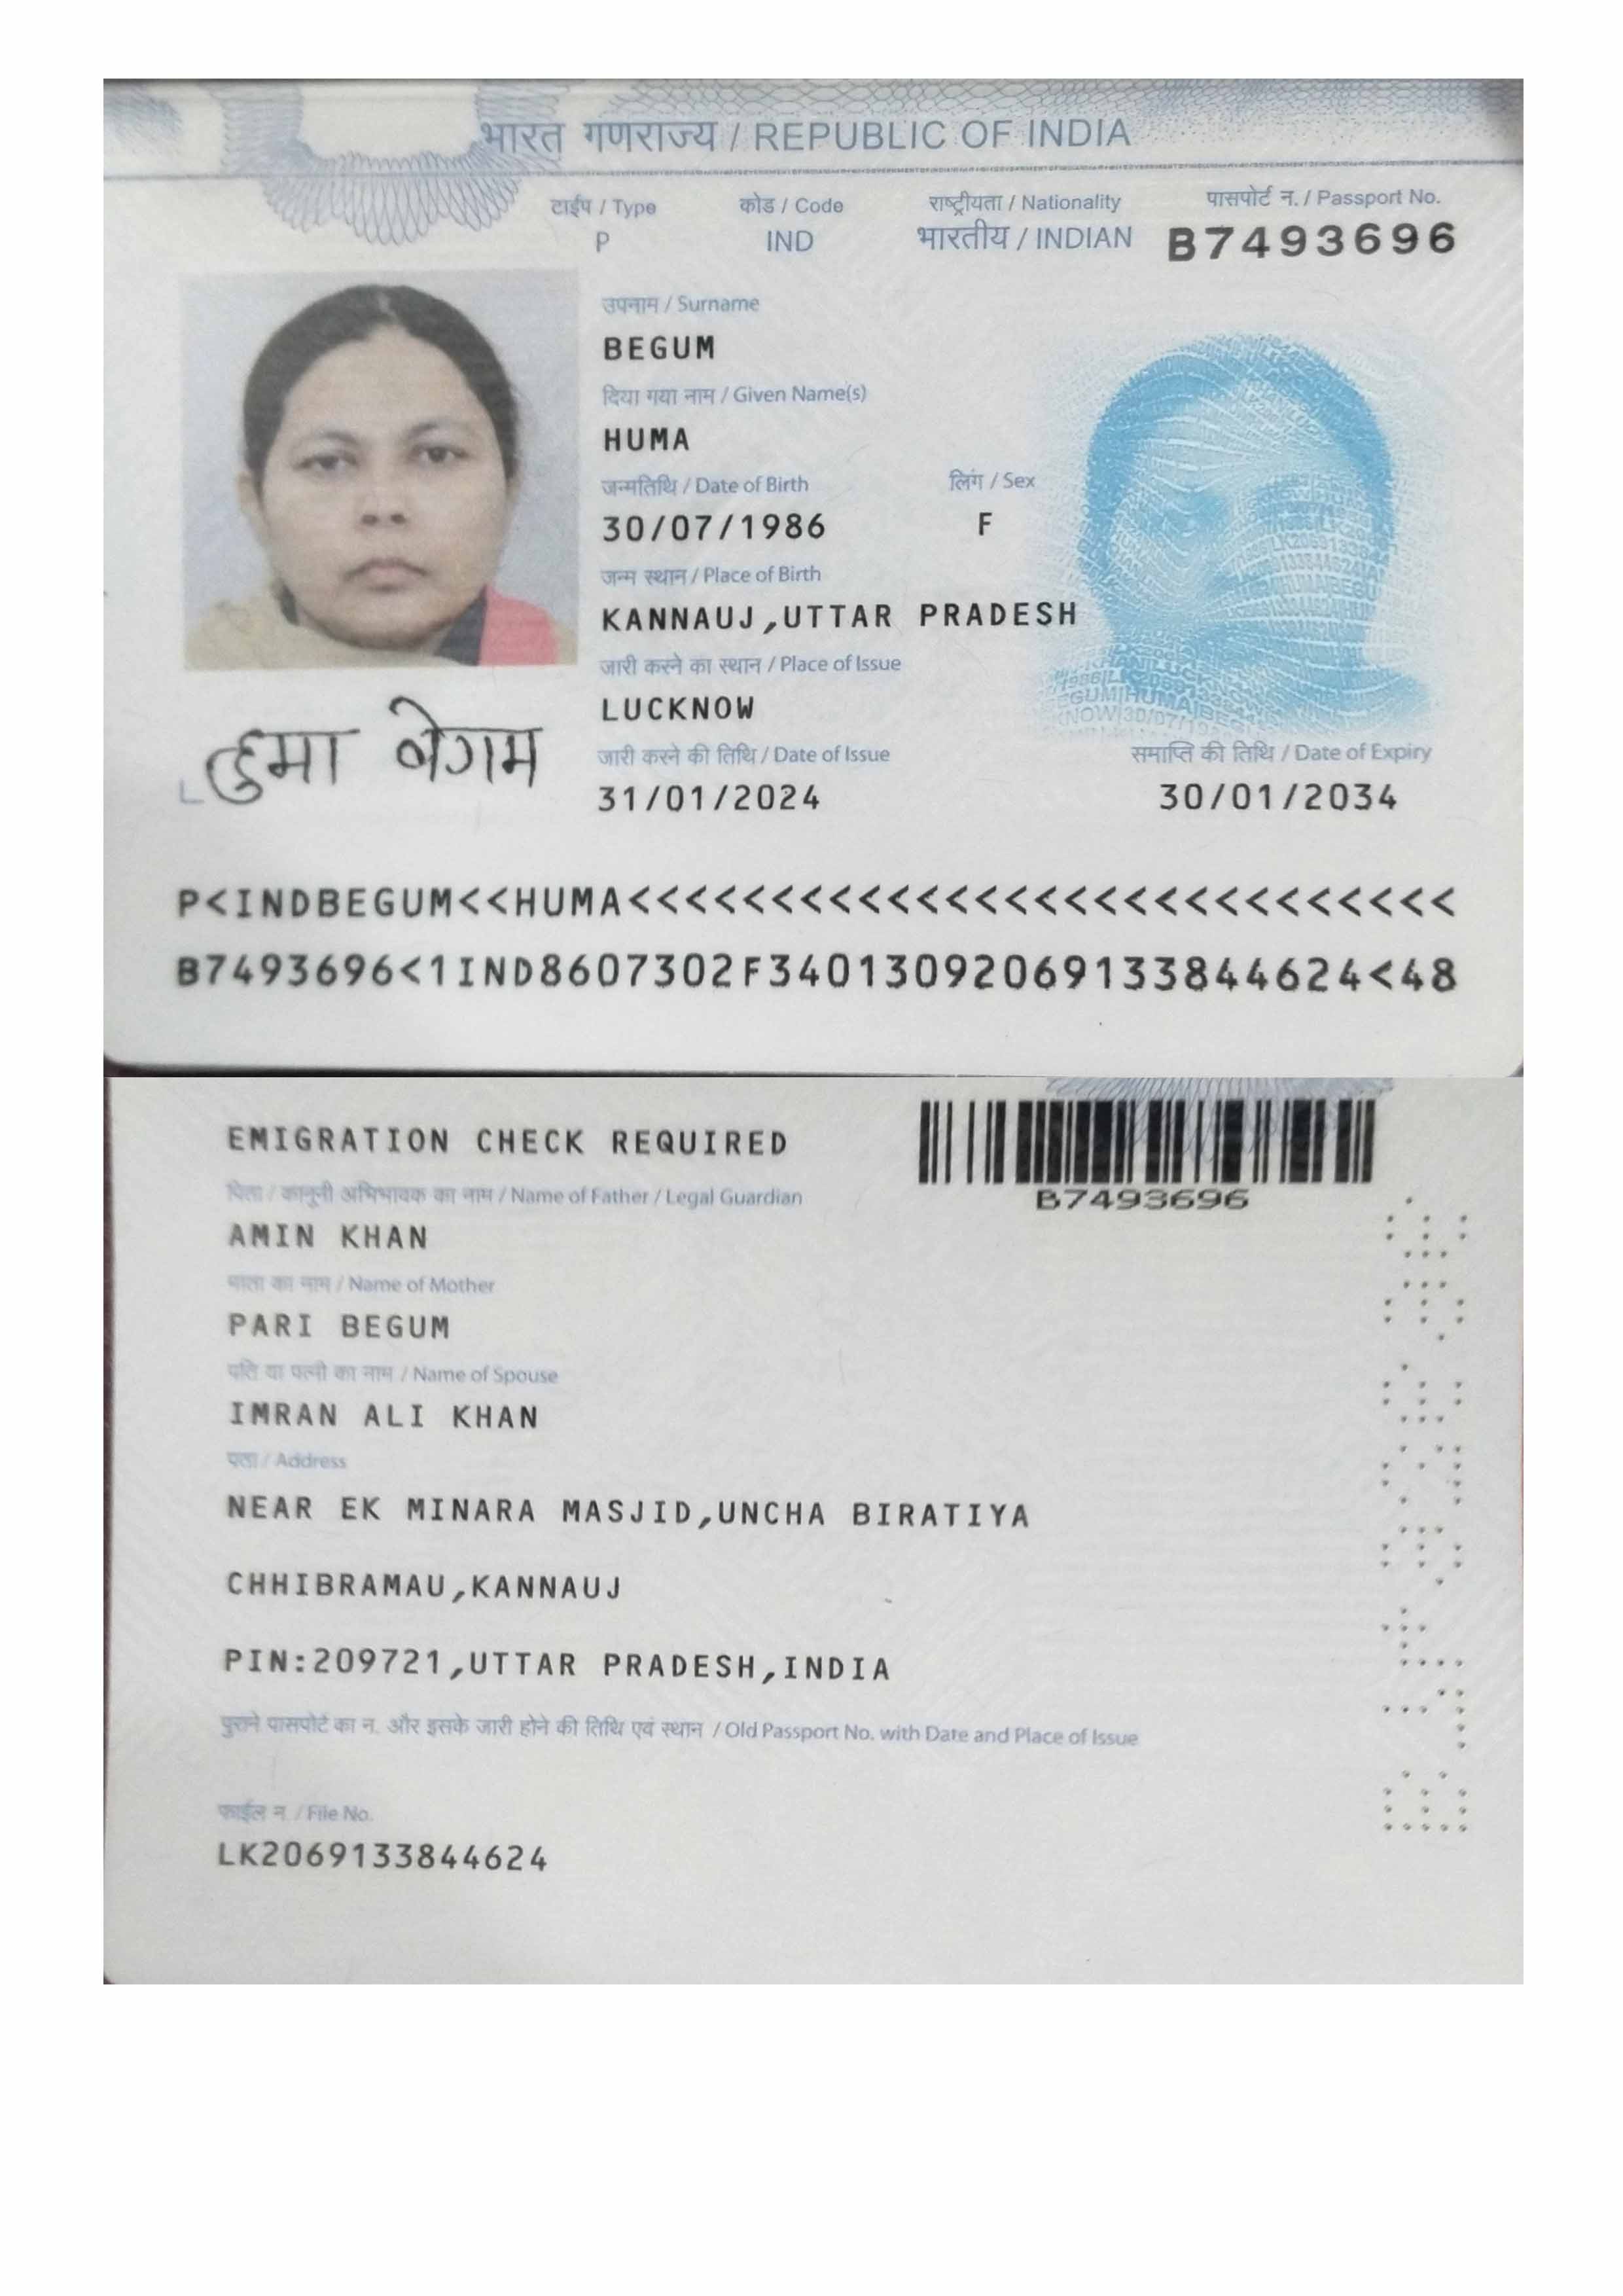 भारत गणराज्य / REPUBLIC OF INDIA
टाईप / Type कोड / Code राष्ट्रीयता / Nationality पासपोर्ट न. / Passport No.
P IND भारतीय / INDIAN B7493696
उपनाम / Surname
BEGUM
दिया गया नाम / Given Name(s)
HUMA
जन्मतिथि / Date of Birth लिंग / Sex
30/07/1986 F
जन्म स्थान / Place of Birth
KANNAUJ,UTTAR PRADESH
जारी करने का स्थान / Place of Issue
LUCKNOW
हुमा बेगम
जारी करने की तिथि / Date of Issue समाप्ति की तिथि / Date of Expiry
31/01/2024 30/01/2034
P<INDBEGUM<<HUMA<<<<<<<<<<<<<<<<<<<<<<<<<<<<
B7493696<1IND8607302F34013092069133844624<48
EMIGRATION CHECK REQUIRED
B7493696
पिता / कानूनी अभिभावक का नाम / Name of Father / Legal Guardian
AMIN KHAN
माता का नाम / Name of Mother
PARI BEGUM
पति या पत्नी का नाम / Name of Spouse
IMRAN ALI KHAN
पता / Address
NEAR EK MINARA MASJID,UNCHA BIRATIYA
CHHIBRAMAU,KANNAUJ
PIN:209721,UTTAR PRADESH,INDIA
पुराने पासपोर्ट का न. और इसके जारी होने की तिथि एवं स्थान / Old Passport No. with Date and Place of Issue
फाईल न. / File No.
LK2069133844624